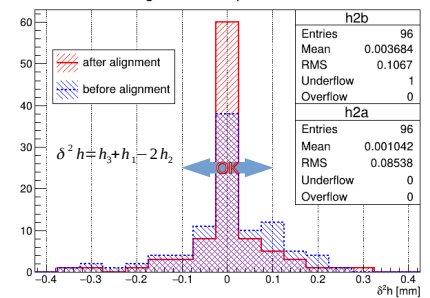 60
50
40
30
20
10
0
after alignment
before alignment
δ² h=h₃+h₁−2h₂
OK
h2b
Entries 96
Mean 0.003684
RMS 0.1067
Underflow 1
Overflow 0
h2a
Entries 96
Mean 0.001042
RMS 0.08538
Underflow 0
Overflow 0
−0.4 −0.3 −0.2 −0.1 0 0.1 0.2 0.3 0.4
δ²h [mm]